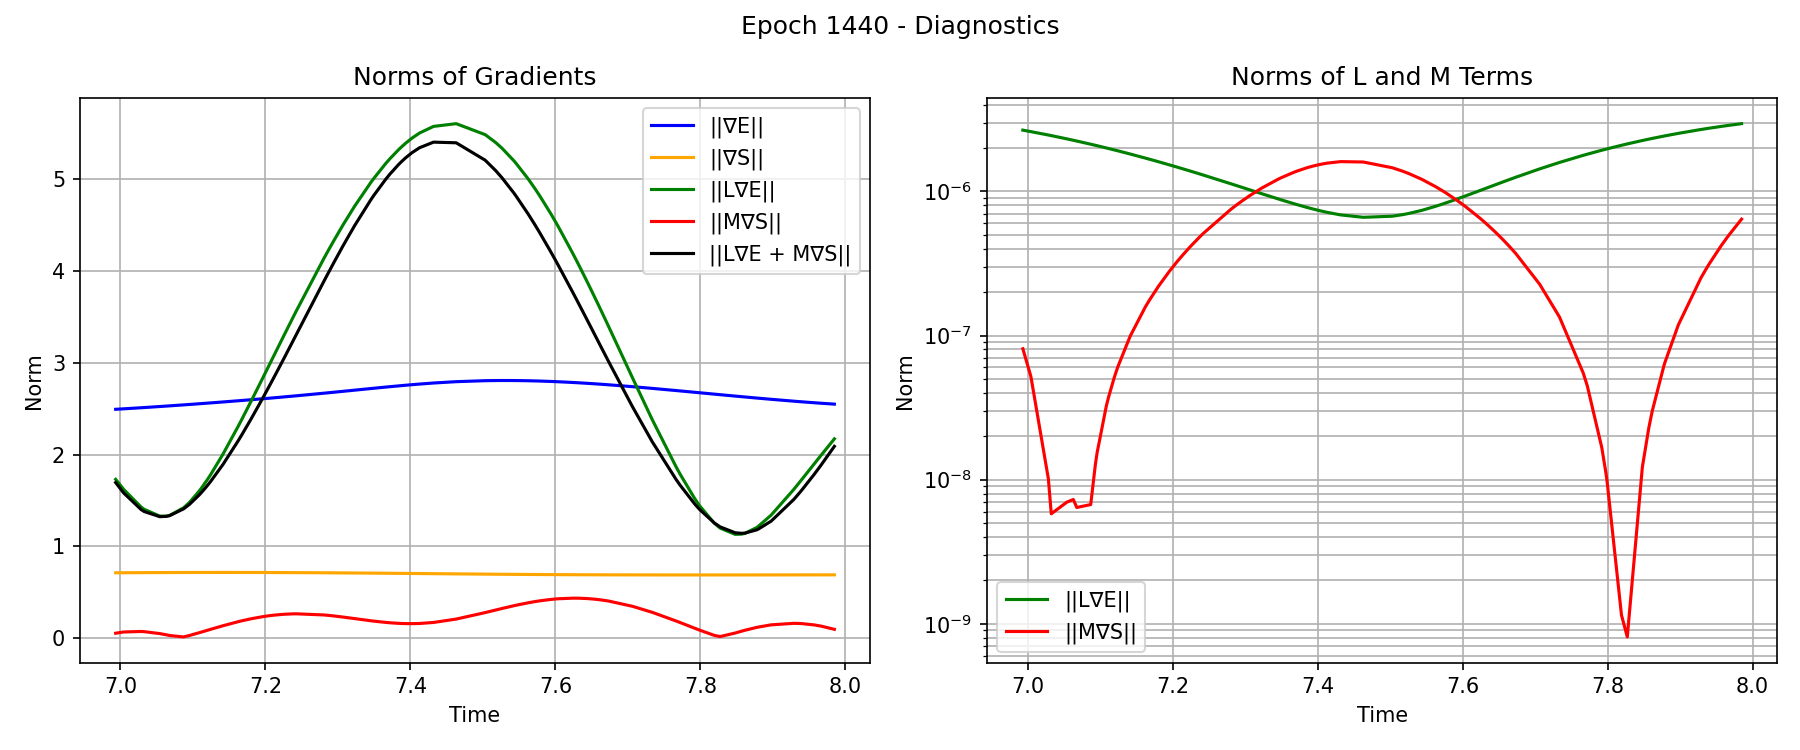 Epoch 1440 - Diagnostics
Norms of Gradients
Norm
5
4
3
2
1
0
7.0 7.2 7.4 7.6 7.8 8.0
Time
||∇E||
||∇S||
||L∇E||
||M∇S||
||L∇E + M∇S||
Norms of L and M Terms
Norm
10⁻⁶
10⁻⁷
10⁻⁸
10⁻⁹
7.0 7.2 7.4 7.6 7.8 8.0
Time
||L∇E||
||M∇S||